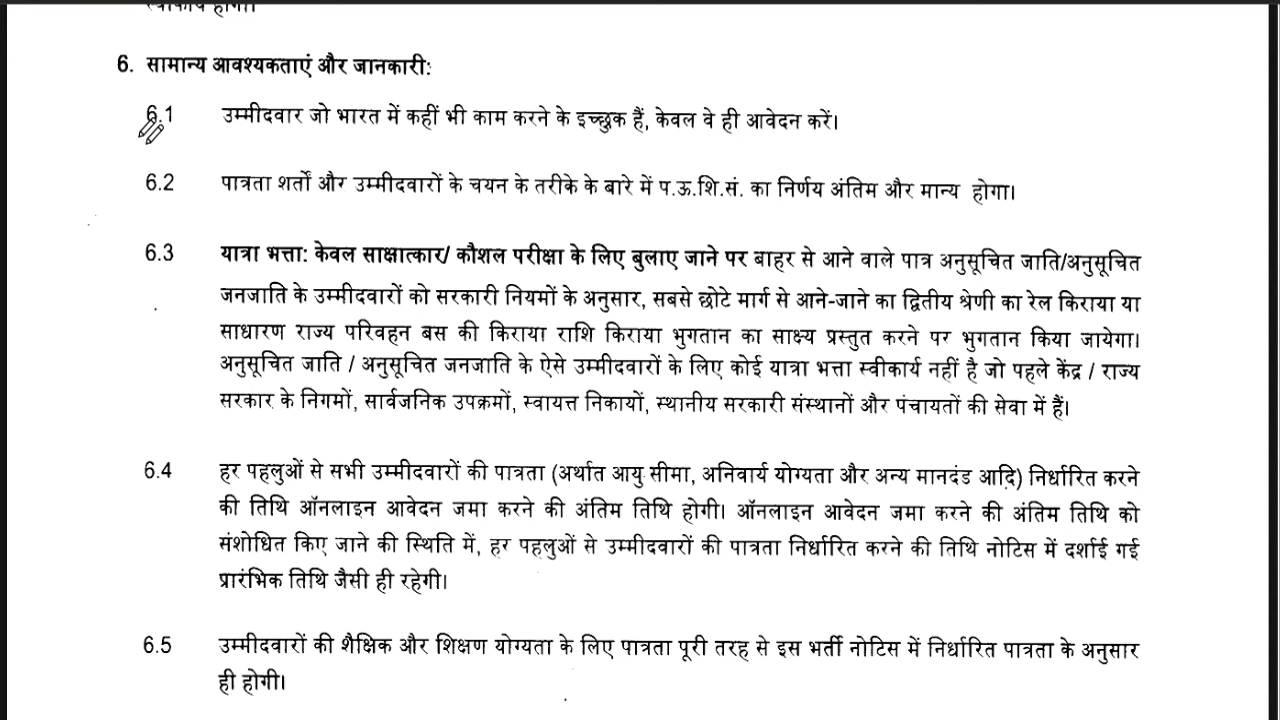 6. सामान्य आवश्यकताएं और जानकारी:
6.1 उम्मीदवार जो भारत में कहीं भी काम करने के इच्छुक हैं, केवल वे ही आवेदन करें।
6.2 पात्रता शर्तों और उम्मीदवारों के चयन के तरीके के बारे में प.ऊ.शि.सं. का निर्णय अंतिम और मान्य होगा।
6.3 यात्रा भत्ता: केवल साक्षात्कार/ कौशल परीक्षा के लिए बुलाए जाने पर बाहर से आने वाले पात्र अनुसूचित जाति/अनुसूचित
जनजाति के उम्मीदवारों को सरकारी नियमों के अनुसार, सबसे छोटे मार्ग से आने-जाने का द्वितीय श्रेणी का रेल किराया या
साधारण राज्य परिवहन बस की किराया राशि किराया भुगतान का साक्ष्य प्रस्तुत करने पर भुगतान किया जायेगा।
अनुसूचित जाति / अनुसूचित जनजाति के ऐसे उम्मीदवारों के लिए कोई यात्रा भत्ता स्वीकार्य नहीं है जो पहले केंद्र / राज्य
सरकार के निगमों, सार्वजनिक उपक्रमों, स्वायत्त निकायों, स्थानीय सरकारी संस्थानों और पंचायतों की सेवा में हैं।
6.4 हर पहलुओं से सभी उम्मीदवारों की पात्रता (अर्थात आयु सीमा, अनिवार्य योग्यता और अन्य मानदंड आदि) निर्धारित करने
की तिथि ऑनलाइन आवेदन जमा करने की अंतिम तिथि होगी। ऑनलाइन आवेदन जमा करने की अंतिम तिथि को
संशोधित किए जाने की स्थिति में, हर पहलुओं से उम्मीदवारों की पात्रता निर्धारित करने की तिथि नोटिस में दर्शाई गई
प्रारंभिक तिथि जैसी ही रहेगी।
6.5 उम्मीदवारों की शैक्षिक और शिक्षण योग्यता के लिए पात्रता पूरी तरह से इस भर्ती नोटिस में निर्धारित पात्रता के अनुसार
ही होगी।